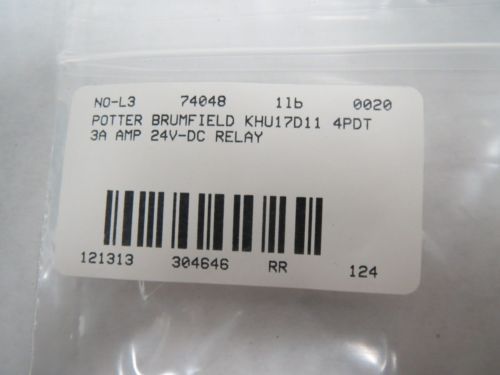 NO-L3 74048 1lb 0020
POTTER BRUMFIELD KHU17D11 4PDT
3A AMP 24V-DC RELAY
121313 304646 RR 124